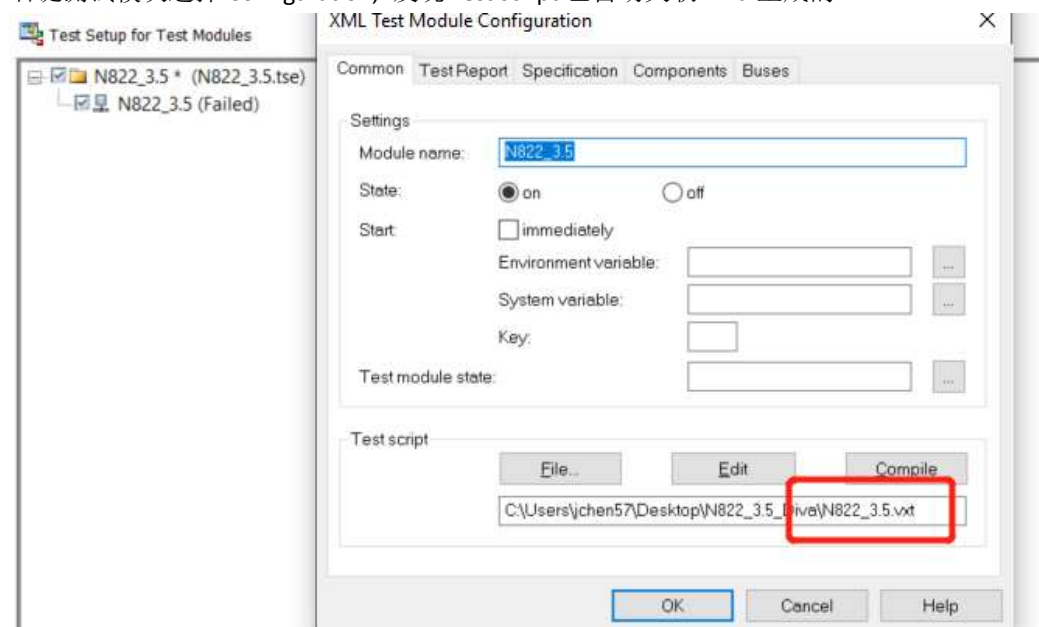 Test Setup for Test Modules
N822_3.5 * (N822_3.5.tse)
N822_3.5 (Failed)
XML Test Module Configuration
Common Test Report Specification Components Buses
Settings
Module name: N822_3.5
State: on off
Start: immediately
Environment variable: ...
System variable: ...
Key:
Test module state: ...
Test script
File... Edit Compile
C:\Users\jchen57\Desktop\N822_3.5_Diva\N822_3.5.vxt
OK Cancel Help